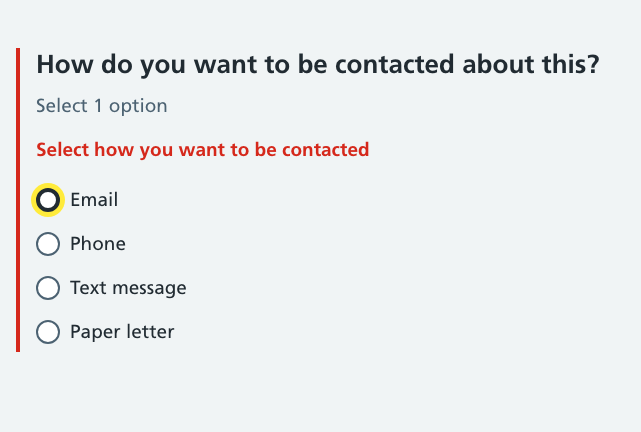 How do you want to be contacted about this?
Select 1 option
Select how you want to be contacted
Email
Phone
Text message
Paper letter